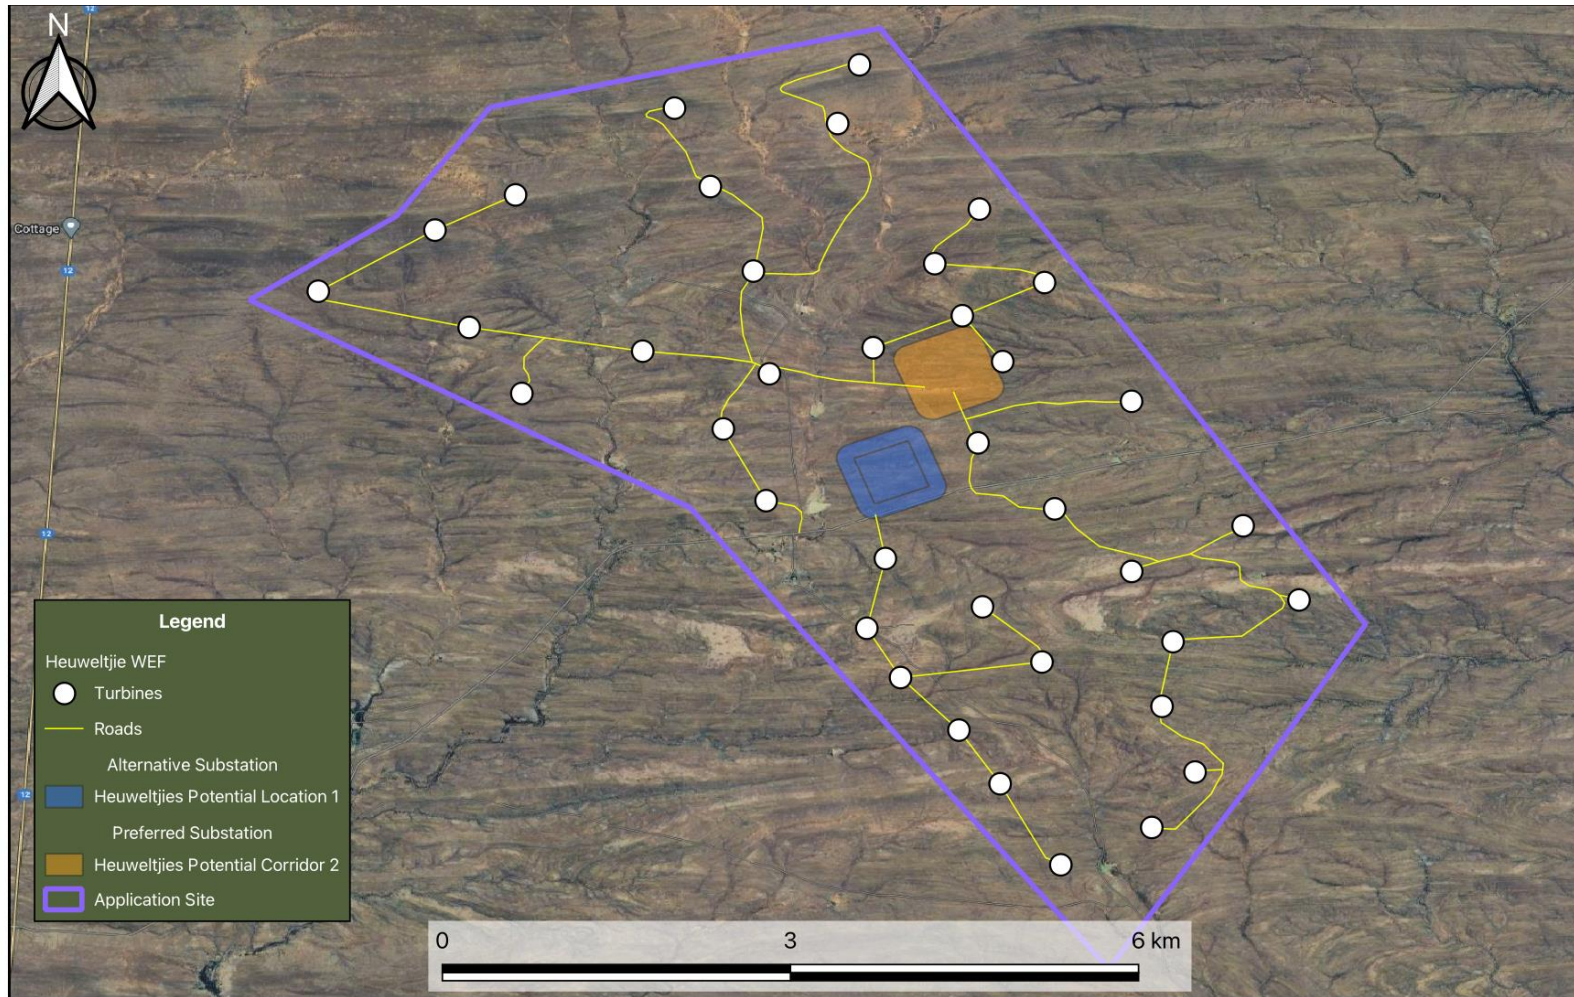 12
N
Cottage
12
12
Legend
Heuweltjie WEF
Turbines
Roads
Alternative Substation
12
Heuweltjies Potential Location 1
Preferred Substation
Heuweltjies Potential Corridor 2
Application Site
0 3 6 km